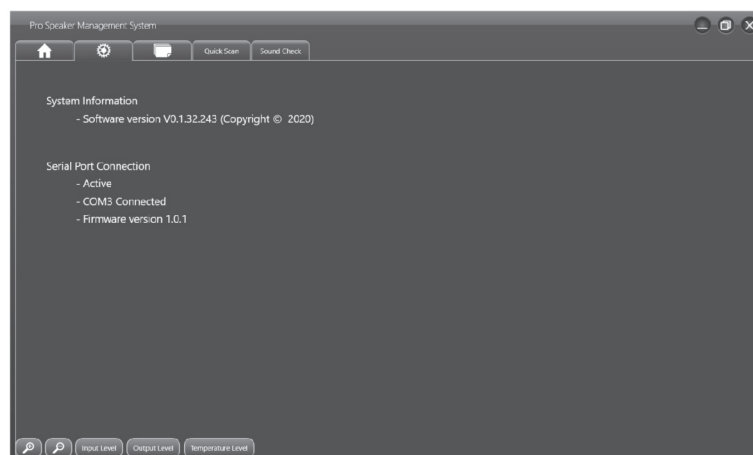 Pro Speaker Management System
Quick Scan
Sound Check
System Information
- Software version V0.1.32.243 (Copyright © 2020)
Serial Port Connection
- Active
- COM3 Connected
- Firmware version 1.0.1
Input Level
Output Level
Temperature Level